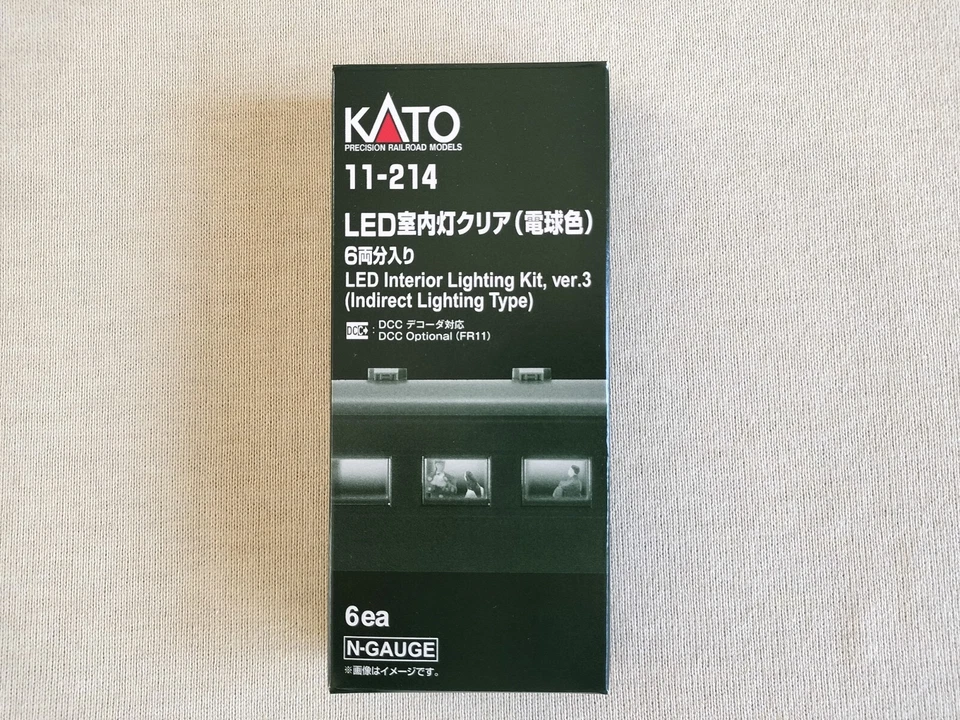 KATO
PRECISION RAILROAD MODELS
11-214
LED室内灯クリア(電球色)
6両分入り
LED Interior Lighting Kit, ver.3
(Indirect Lighting Type)
DCC : DCC デコーダ対応
DCC Optional (FR11)
6ea
N-GAUGE
※画像はイメージです。